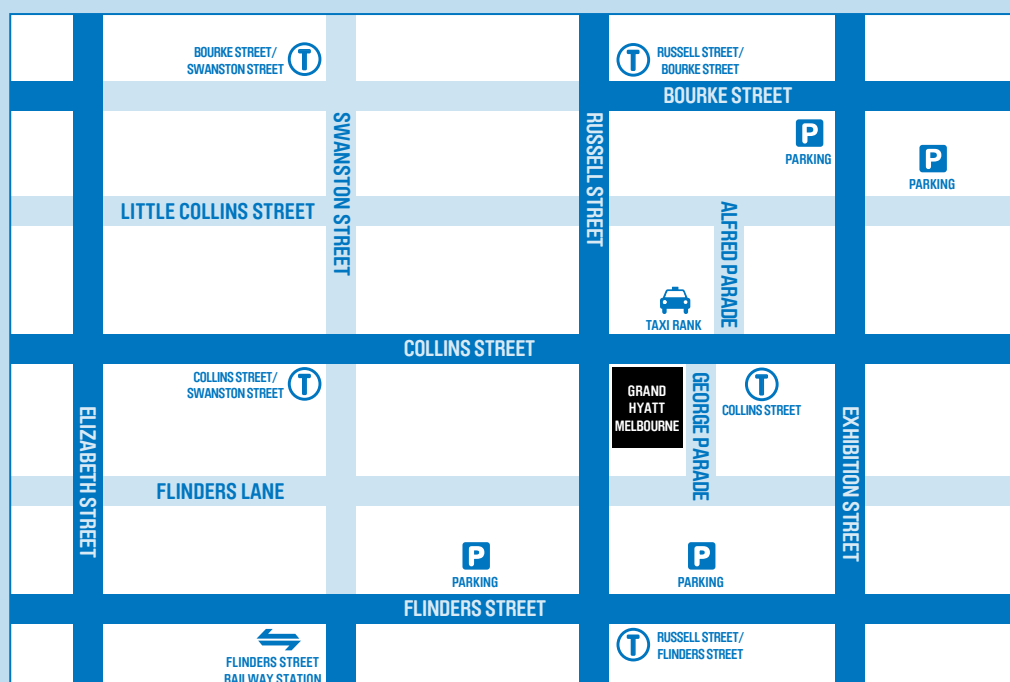 BOURKE STREET/
SWANSTON STREET
T
T
RUSSELL STREET/
BOURKE STREET
BOURKE STREET
SWANSTON STREET
RUSSELL STREET
P
PARKING
P
PARKING
LITTLE COLLINS STREET
ALFRED PARADE
TAXI RANK
COLLINS STREET
COLLINS STREET/
SWANSTON STREET
T
GRAND
HYATT
MELBOURNE
GEORGE PARADE
T
COLLINS STREET
ELIZABETH STREET
EXHIBITION STREET
FLINDERS LANE
P
PARKING
P
PARKING
FLINDERS STREET
FLINDERS STREET
RAILWAY STATION
T
RUSSELL STREET/
FLINDERS STREET